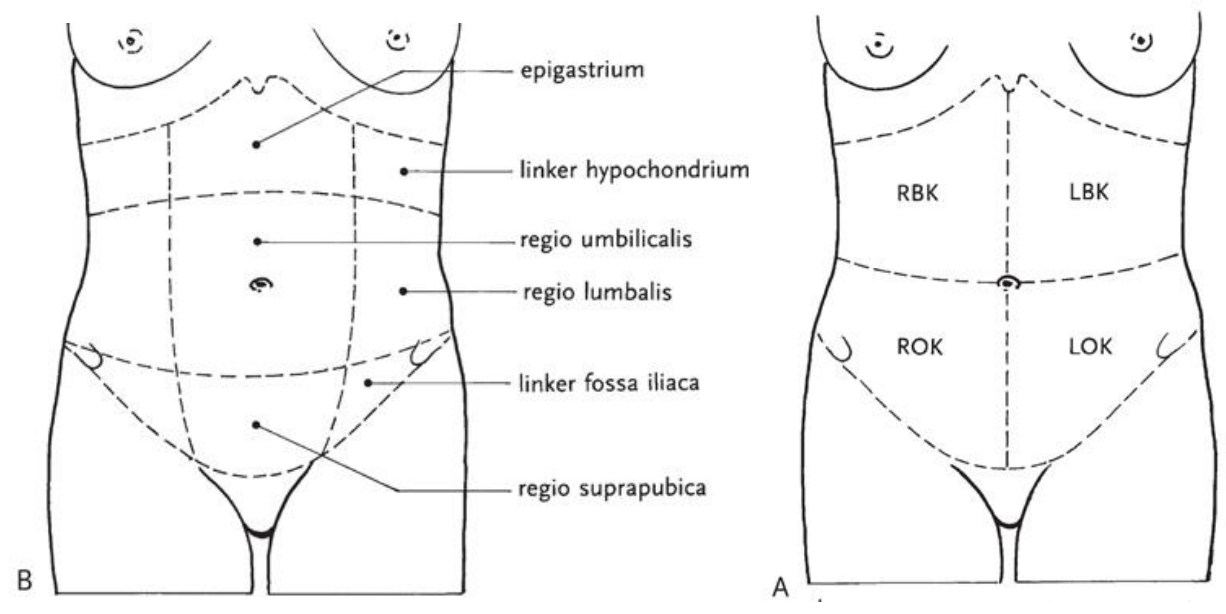 epigastrium
linker hypochondrium
regio umbilicalis
regio lumbalis
linker fossa iliaca
regio suprapubica
B
RBK LBK
ROK LOK
A